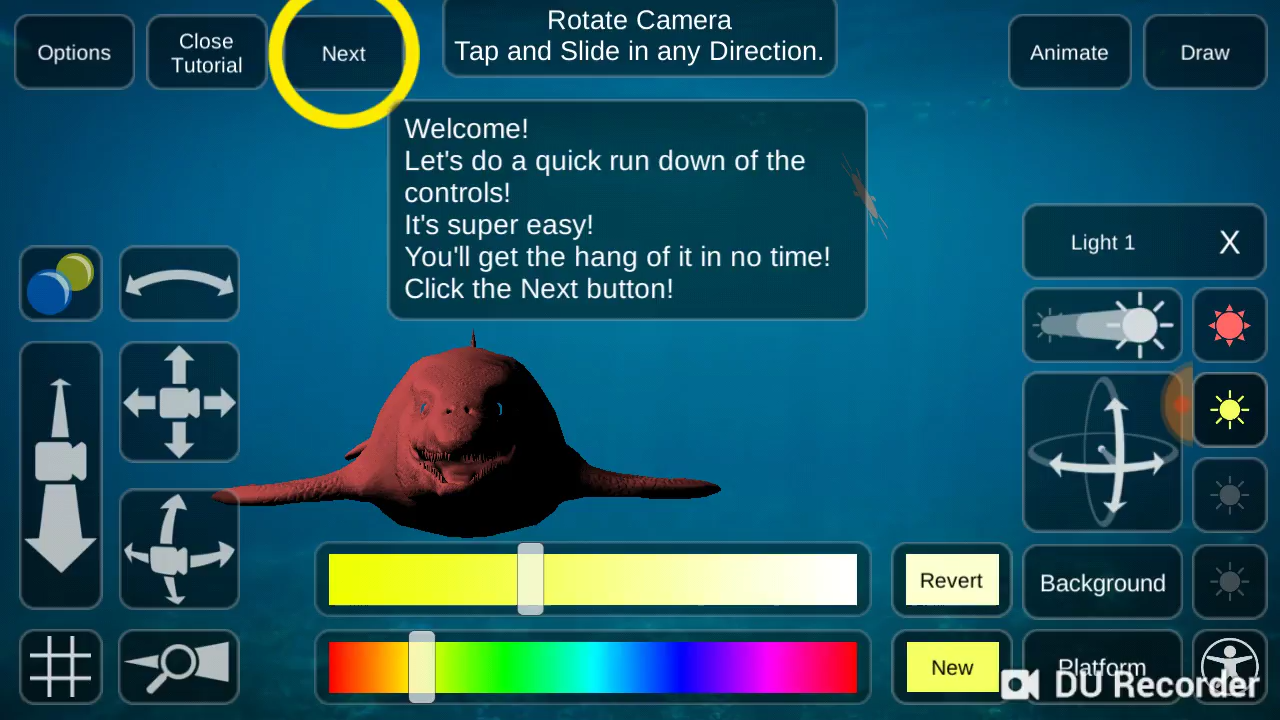 Options
Close
Tutorial
Next
Rotate Camera
Tap and Slide in any Direction.
Animate
Draw
Welcome!
Let's do a quick run down of the
controls!
It's super easy!
You'll get the hang of it in no time!
Click the Next button!
Light 1 X
Revert
Background
New
Platform
DU Recorder